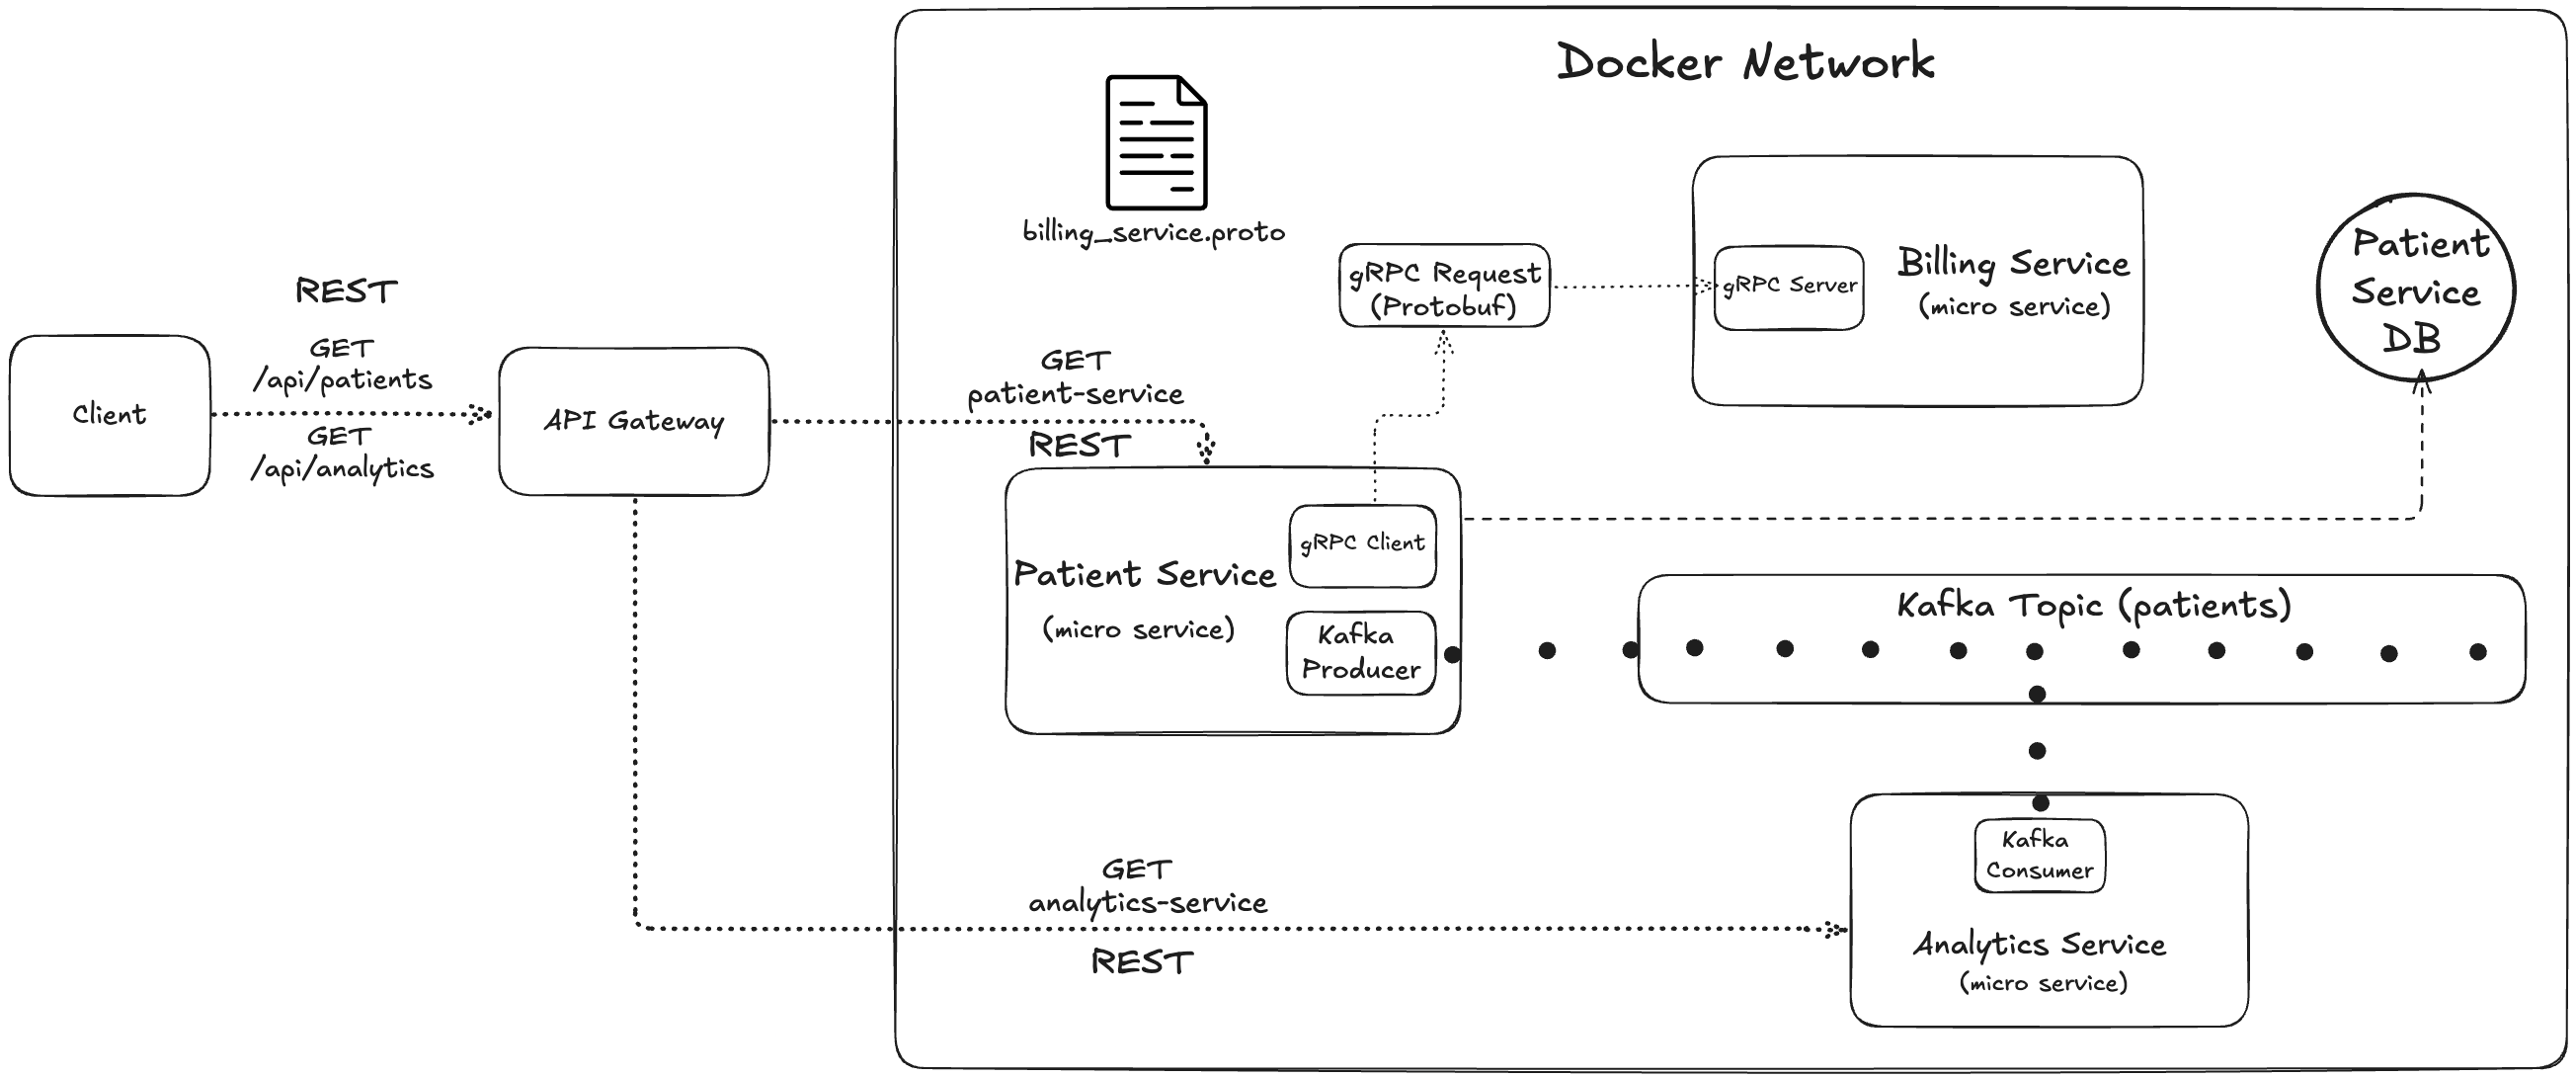 Docker Network
billing_service.proto
REST
GET
/api/patients
GET
/api/analytics
Client
API Gateway
GET
patient-service
REST
gRPC Request
(Protobuf)
gRPC Server
Billing Service
(micro service)
Patient
Service
DB
gRPC Client
Patient Service
(micro service)
Kafka
Producer
Kafka Topic (patients)
Kafka
Consumer
Analytics Service
(micro service)
GET
analytics-service
REST